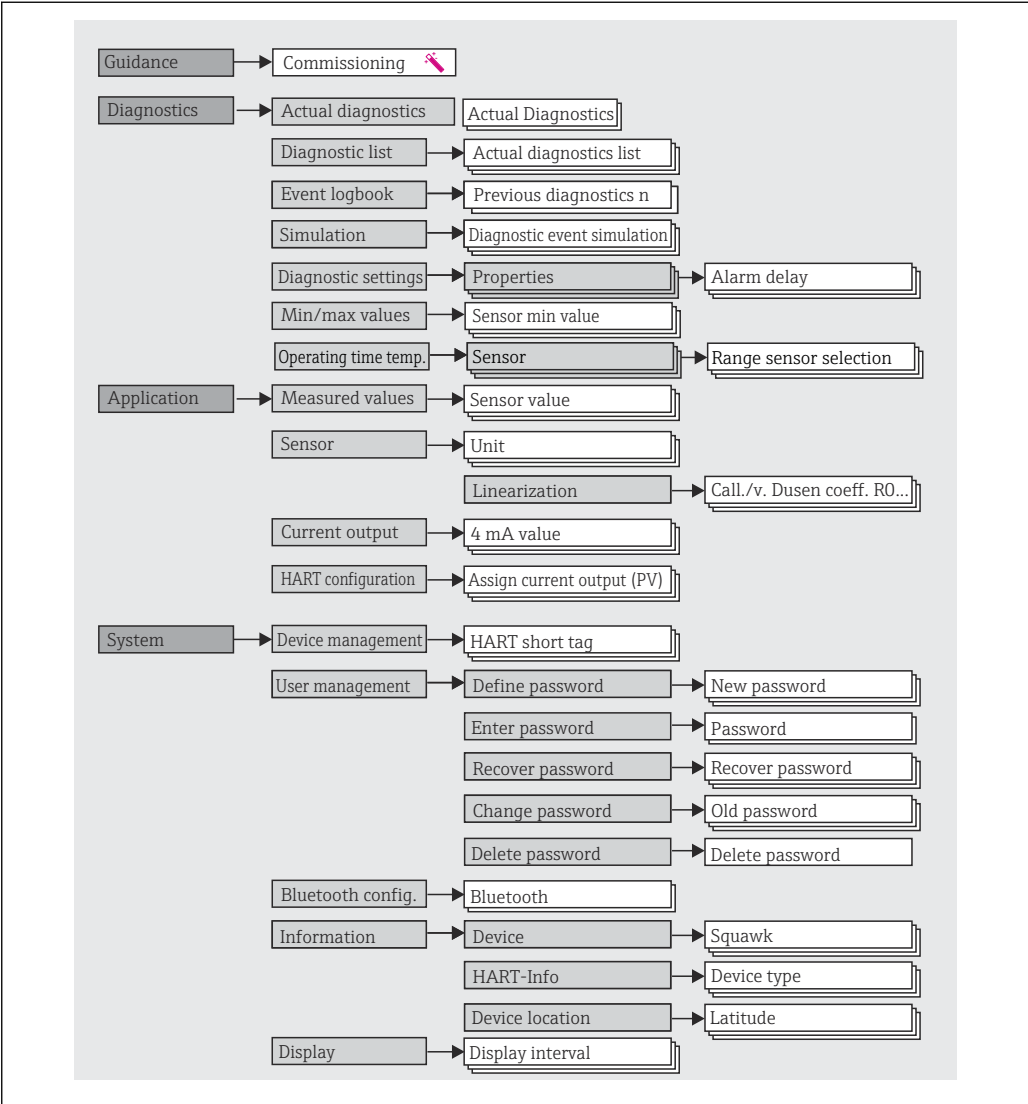 Guidance
Commissioning
Diagnostics
Actual diagnostics
Actual Diagnostics
Diagnostic list
Actual diagnostics list
Event logbook
Previous diagnostics n
Simulation
Diagnostic event simulation
Diagnostic settings
Properties
Alarm delay
Min/max values
Sensor min value
Operating time temp.
Sensor
Range sensor selection
Application
Measured values
Sensor value
Sensor
Unit
Linearization
Call./v. Dusen coeff. R0...
Current output
4 mA value
HART configuration
Assign current output (PV)
System
Device management
HART short tag
User management
Define password
New password
Enter password
Password
Recover password
Recover password
Change password
Old password
Delete password
Delete password
Bluetooth config.
Bluetooth
Information
Device
Squawk
HART-Info
Device type
Device location
Latitude
Display
Display interval